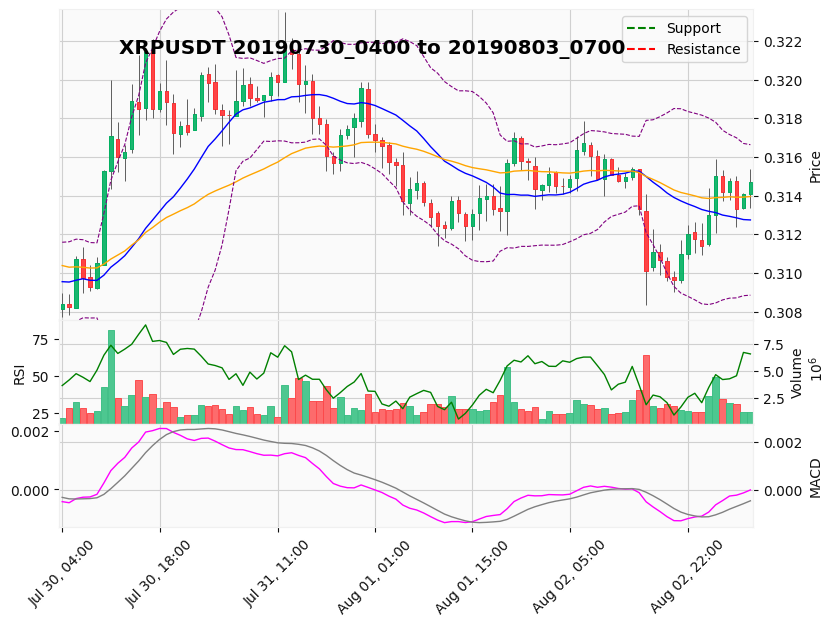 XRPUSDT 20190730_0400 to 20190803_0700
Support
Resistance
0.322
0.320
0.318
0.316
0.314
0.312
0.310
0.308
Price
75
50
25
RSI
7.5
5.0
2.5
Volume
10^6
0.002
0.000
0.002
0.000
MACD
Jul 30, 04:00
Jul 30, 18:00
Jul 31, 11:00
Aug 01, 01:00
Aug 01, 15:00
Aug 02, 05:00
Aug 02, 22:00